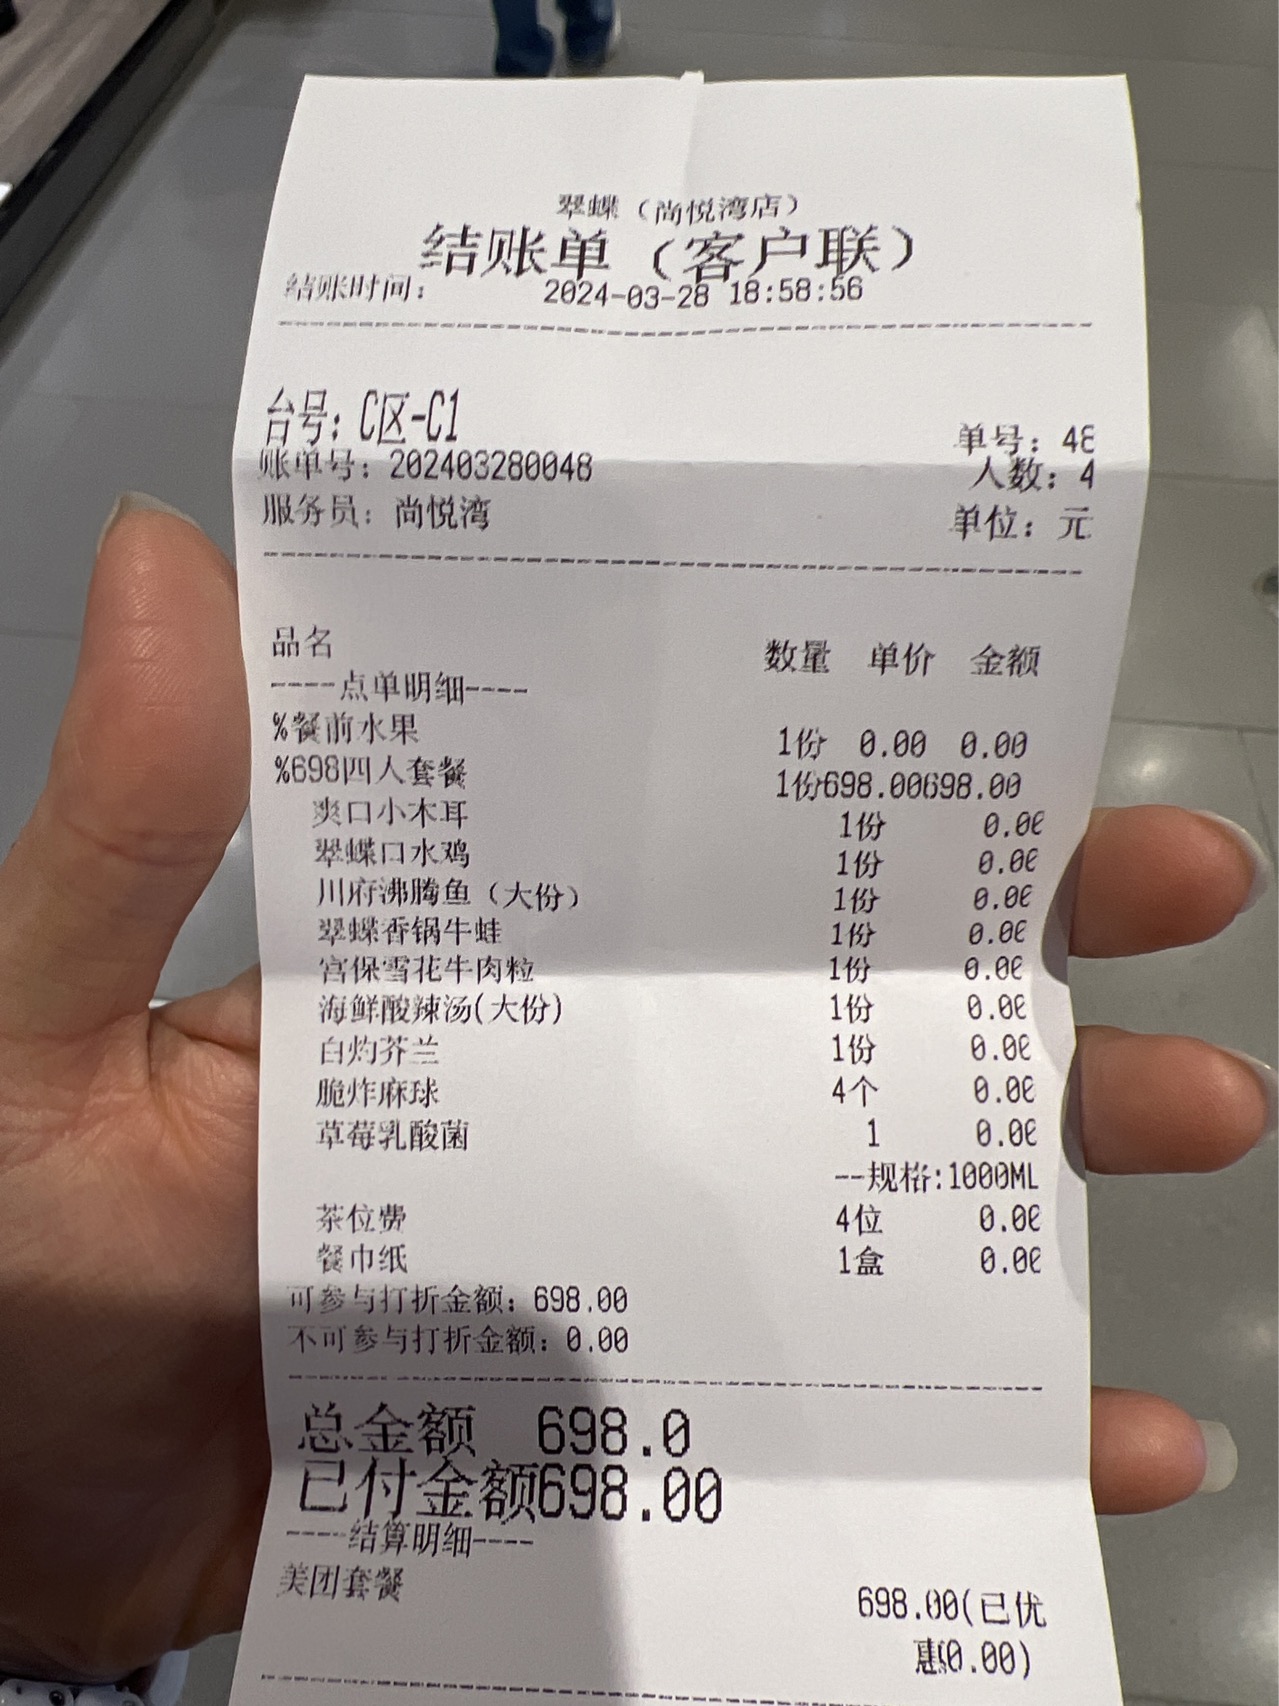 翠蝶（尚悦湾店）
结账单（客户联）
结账时间： 2024-03-28 18:58:56
台号：C区-C1
单号：48
账单号：202403280048
人数：4
服务员：尚悦湾
单位：元
品名 数量 单价 金额
----点单明细----
%餐前水果 1份 0.00 0.00
%698四人套餐 1份698.00698.00
爽口小木耳 1份 0.00
翠蝶口水鸡 1份 0.00
川府沸腾鱼（大份） 1份 0.00
翠蝶香锅牛蛙 1份 0.00
宫保雪花牛肉粒 1份 0.00
海鲜酸辣汤(大份) 1份 0.00
白灼芥兰 1份 0.00
脆炸麻球 4个 0.00
草莓乳酸菌 1 0.00
--规格:1000ML
茶位费 4位 0.00
餐巾纸 1盒 0.00
可参与打折金额：698.00
不可参与打折金额：0.00
总金额 698.0
已付金额698.00
----结算明细----
美团套餐 698.00(已优
惠0.00)